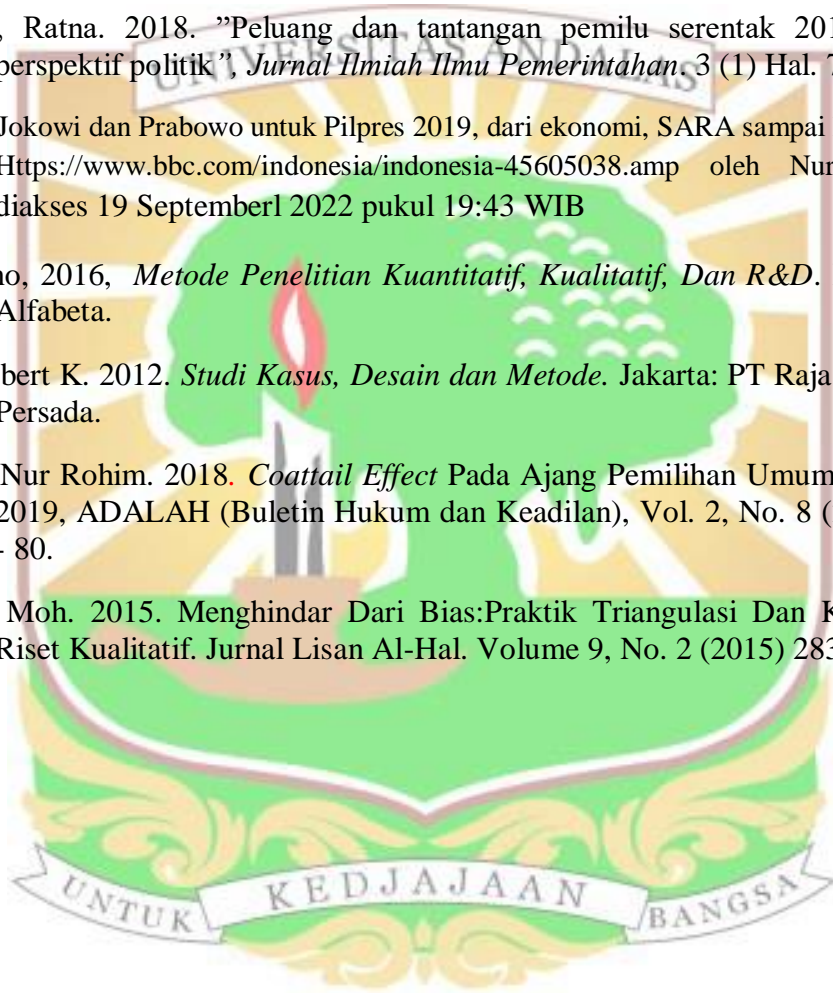 , Ratna. 2018. ”Peluang dan tantangan pemilu serentak 201
perspektif politik”, Jurnal Ilmiah Ilmu Pemerintahan. 3 (1) Hal. 7
UNIVERSITAS ANDALAS
Jokowi dan Prabowo untuk Pilpres 2019, dari ekonomi, SARA sampai
Https://www.bbc.com/indonesia/indonesia-45605038.amp oleh Nur
diakses 19 Septemberl 2022 pukul 19:43 WIB
no, 2016, Metode Penelitian Kuantitatif, Kualitatif, Dan R&D.
Alfabeta.
bert K. 2012. Studi Kasus, Desain dan Metode. Jakarta: PT Raja
Persada.
Nur Rohim. 2018. Coattail Effect Pada Ajang Pemilihan Umum
2019, ADALAH (Buletin Hukum dan Keadilan), Vol. 2, No. 8 (
- 80.
Moh. 2015. Menghindar Dari Bias:Praktik Triangulasi Dan K
Riset Kualitatif. Jurnal Lisan Al-Hal. Volume 9, No. 2 (2015) 283
UNTUK KEDJAJAAN BANGSA